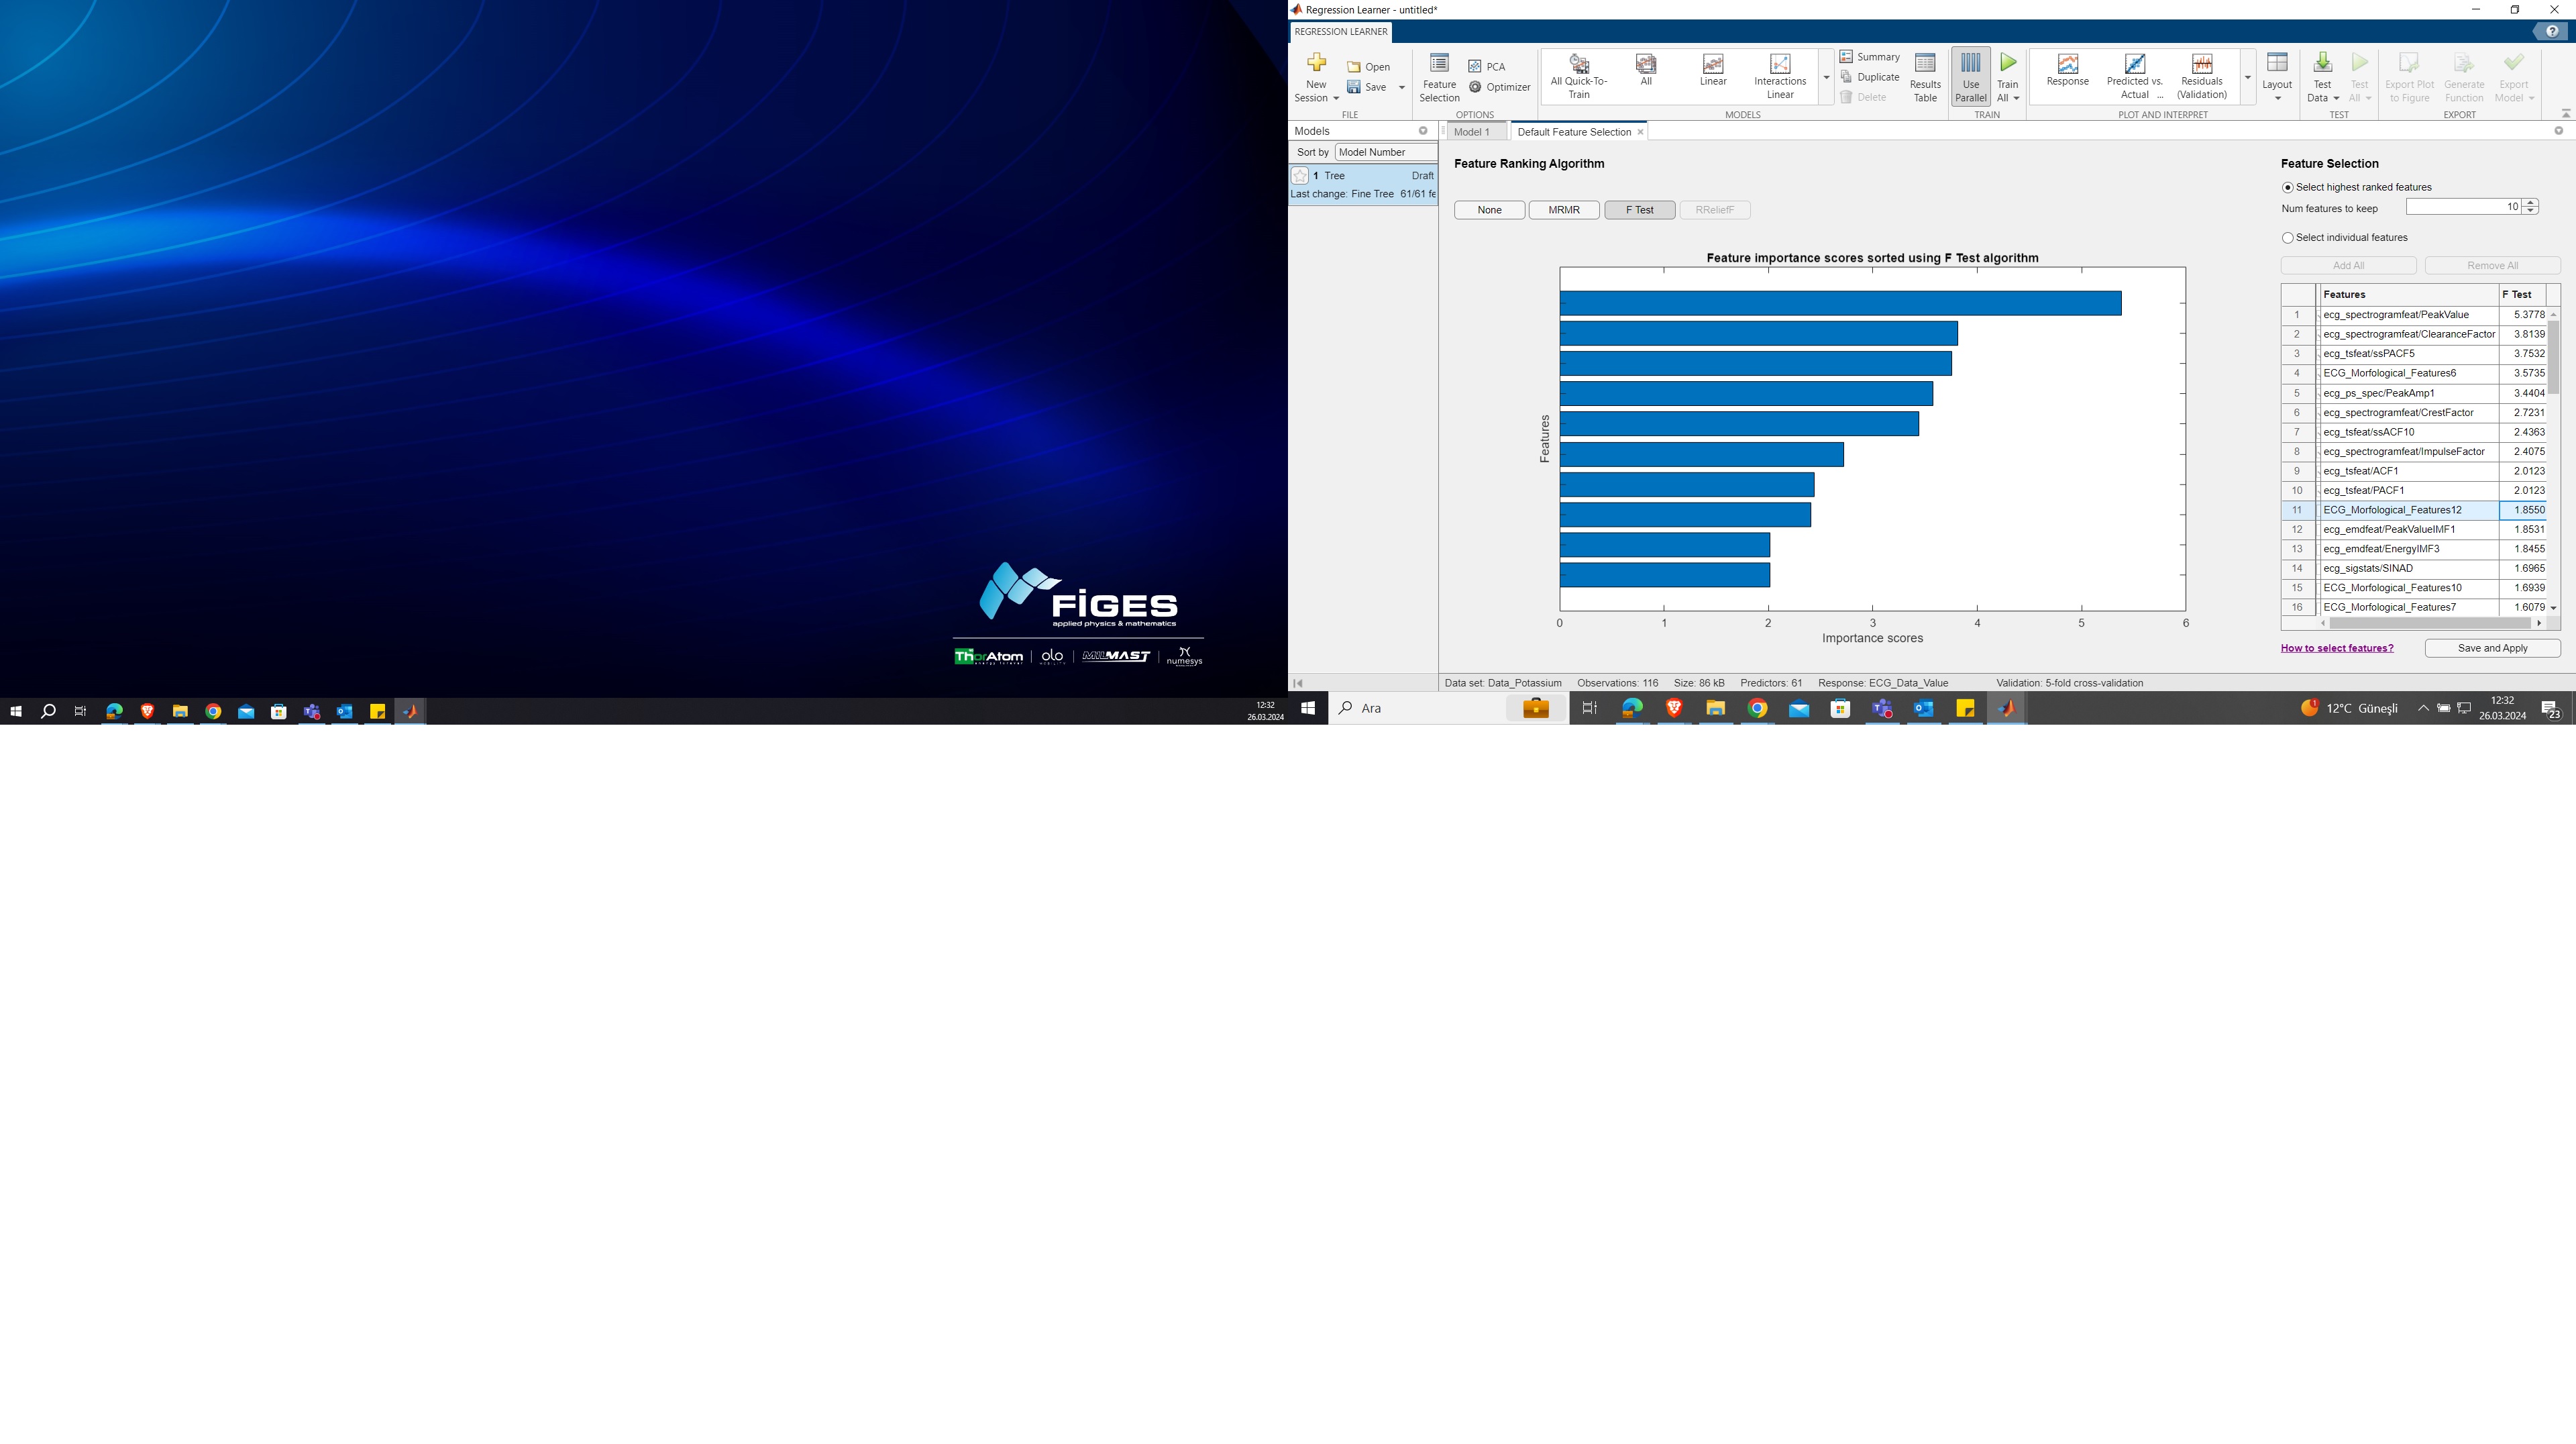 FİGES
applied physics & mathematics
ThorAtom
olo
MILMAST
numesys
12:32
26.03.2024
Regression Learner - untitled*
REGRESSION LEARNER
New Session
Open
Save
FILE
Feature Selection
PCA
Optimizer
OPTIONS
All Quick-To-Train
All
Linear
Interactions Linear
Summary
Duplicate
Delete
Results Table
MODELS
Use Parallel
Train All
TRAIN
Response
Predicted vs. Actual ...
Residuals (Validation)
PLOT AND INTERPRET
Layout
Test Data
Test All
TEST
Export Plot to Figure
Generate Function
Export Model
EXPORT
Models
Sort by Model Number
1 Tree Draft
Last change: Fine Tree 61/61 fe
Model 1
Default Feature Selection
Feature Ranking Algorithm
None MRMR F Test RReliefF
Feature importance scores sorted using F Test algorithm
Features
0 1 2 3 4 5 6
Importance scores
Feature Selection
Select highest ranked features
Num features to keep 10
Select individual features
Add All Remove All
Features F Test
1 ecg_spectrogramfeat/PeakValue 5.3778
2 ecg_spectrogramfeat/ClearanceFactor 3.8139
3 ecg_tsfeat/ssPACF5 3.7532
4 ECG_Morfological_Features6 3.5735
5 ecg_ps_spec/PeakAmp1 3.4404
6 ecg_spectrogramfeat/CrestFactor 2.7231
7 ecg_tsfeat/ssACF10 2.4363
8 ecg_spectrogramfeat/ImpulseFactor 2.4075
9 ecg_tsfeat/ACF1 2.0123
10 ecg_tsfeat/PACF1 2.0123
11 ECG_Morfological_Features12 1.8550
12 ecg_emdfeat/PeakValueIMF1 1.8531
13 ecg_emdfeat/EnergyIMF3 1.8455
14 ecg_sigstats/SINAD 1.6965
15 ECG_Morfological_Features10 1.6939
16 ECG_Morfological_Features7 1.6079
How to select features? Save and Apply
Data set: Data_Potassium Observations: 116 Size: 86 kB Predictors: 61 Response: ECG_Data_Value Validation: 5-fold cross-validation
Ara
1
12°C Güneşli
12:32
26.03.2024
23